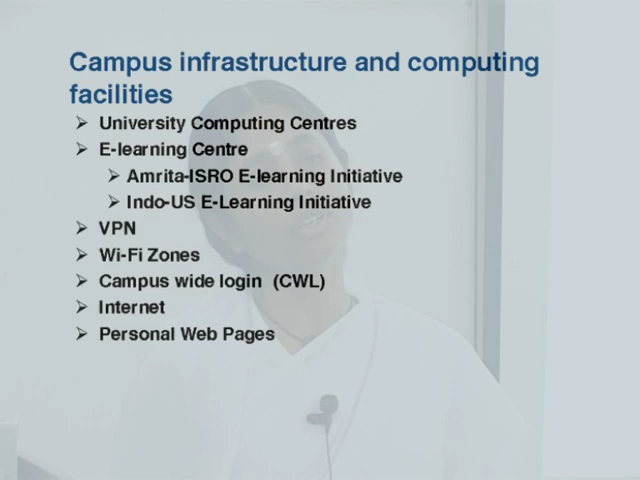 Campus infrastructure and computing
facilities
➢ University Computing Centres
➢ E-learning Centre
➢ Amrita-ISRO E-learning Initiative
➢ Indo-US E-Learning Initiative
➢ VPN
➢ Wi-Fi Zones
➢ Campus wide login (CWL)
➢ Internet
➢ Personal Web Pages